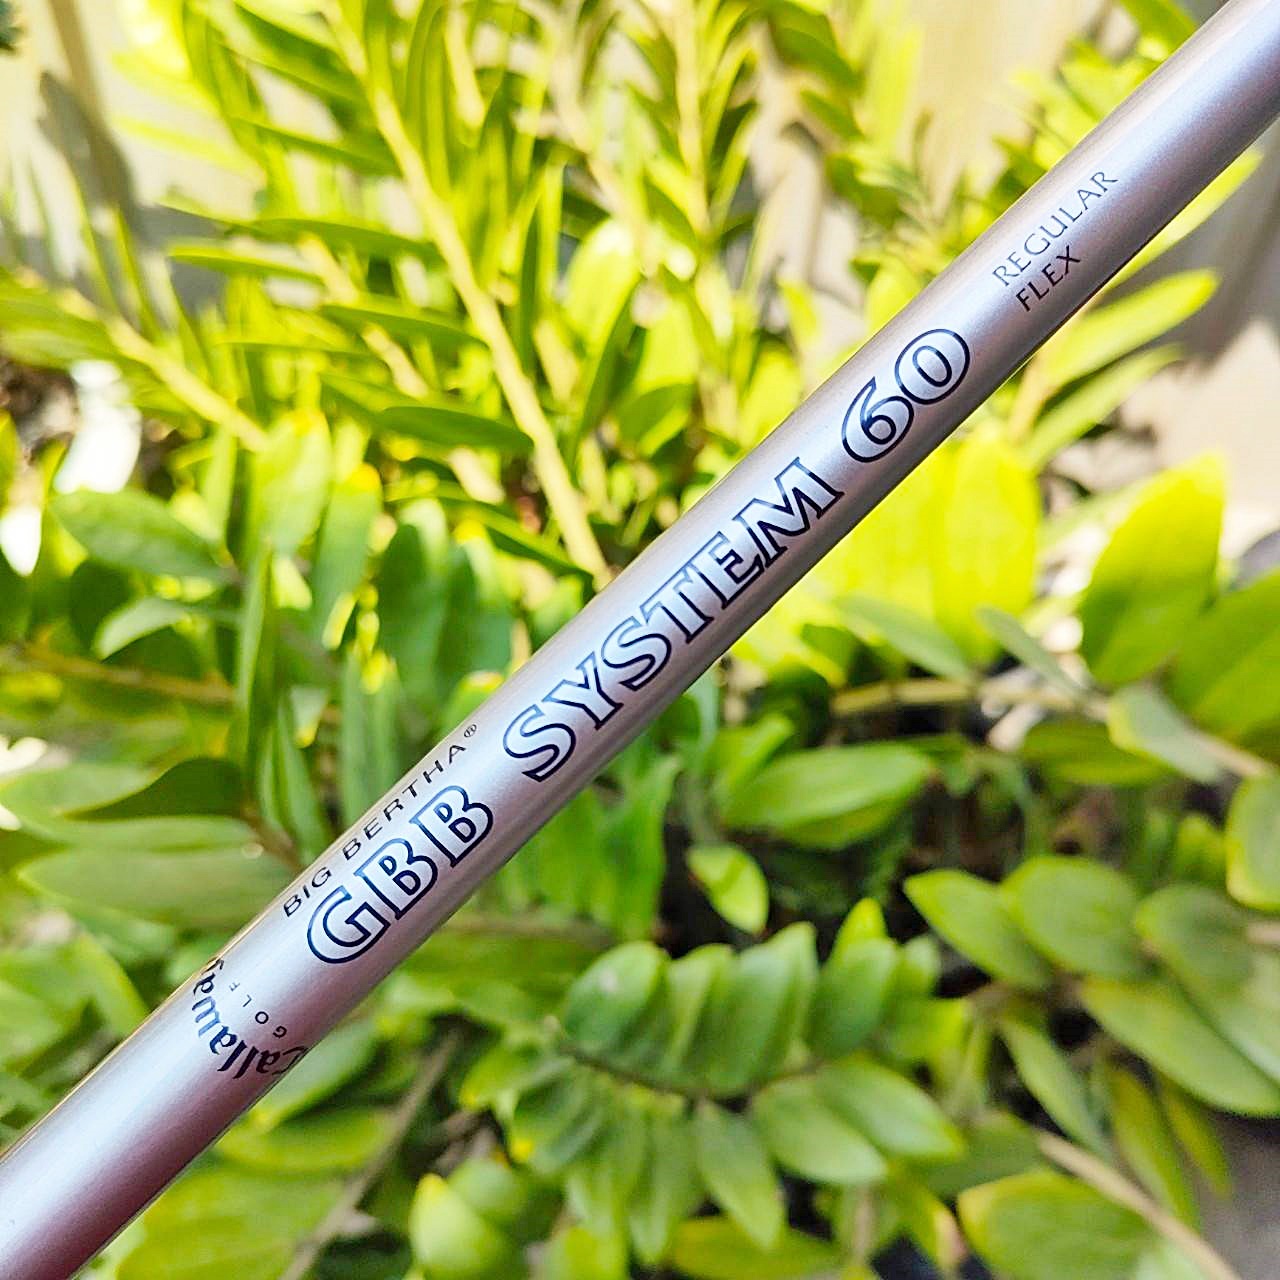 Callaway
GOLF
BIG BERTHA®
GBB SYSTEM 60
REGULAR
FLEX